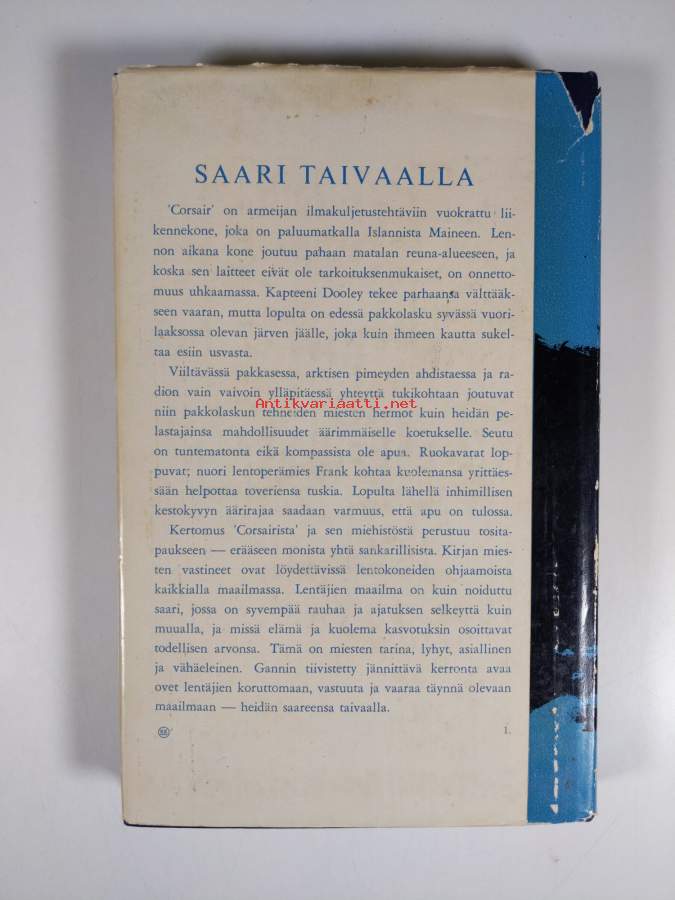 SAARI TAIVAALLA
'Corsair' on armeijan ilmakuljetustehtäviin vuokrattu lii-
kennekone, joka on paluumatkalla Islannista Maineen. Len-
non aikana kone joutuu pahaan matalan reuna-alueeseen, ja
koska sen laitteet eivät ole tarkoituksenmukaiset, on onnetto-
muus uhkaamassa. Kapteeni Dooley tekee parhaansa välttääk-
seen vaaran, mutta lopulta on edessä pakkolasku syvässä vuori-
laaksossa olevan järven jäälle, joka kuin ihmeen kautta sukel-
taa esiin usvasta.
Viiltävässä pakkasessa, arktisen pimeyden ahdistaessa ja ra-
dion vain vaivoin ylläpitäessä yhteyttä tukikohtaan joutuvat
Antikvariaatti.net
niin pakkolaskun tehneiden miesten hermot kuin heidän pe-
lastajainsa mahdollisuudet äärimmäiselle koetukselle. Seutu
on tuntematonta eikä kompassista ole apua. Ruokavarat lop-
puvat; nuori lentoperämies Frank kohtaa kuolemansa yrittäes-
sään helpottaa toveriensa tuskia. Lopulta lähellä inhimillisen
kestokyvyn äärirajaa saadaan varmuus, että apu on tulossa.
Kertomus 'Corsairista' ja sen miehistöstä perustuu tosita-
paukseen — erääseen monista yhtä sankarillisista. Kirjan mies-
ten vastineet ovat löydettävissä lentokoneiden ohjaamoista
kaikkialla maailmassa. Lentäjien maailma on kuin noiduttu
saari, jossa on syvempää rauhaa ja ajatuksen selkeyttä kuin
muualla, ja missä elämä ja kuolema kasvotuksin osoittavat
todellisen arvonsa. Tämä on miesten tarina, lyhyt, asiallinen
ja vähäeleinen. Gannin tiivistetty jännittävä kerronta avaa
ovet lentäjien koruttomaan, vastuuta ja vaaraa täynnä olevaan
maailmaan — heidän saareensa taivaalla.
1.